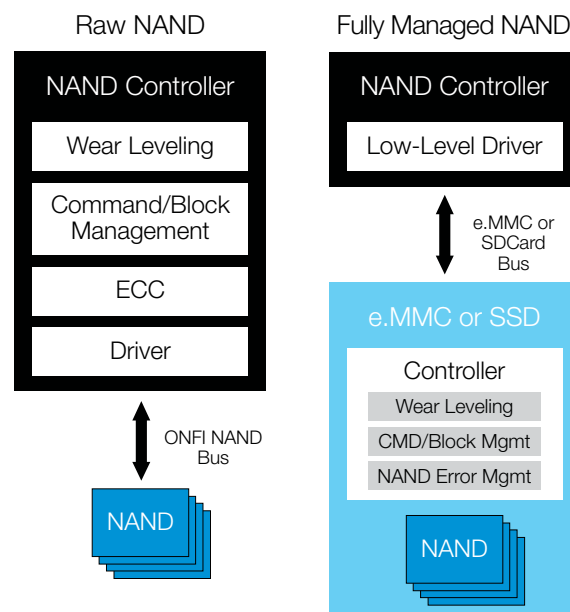 Raw NAND
NAND Controller
Wear Leveling
Command/Block
Management
ECC
Driver
ONFI NAND
Bus
NAND
Fully Managed NAND
NAND Controller
Low-Level Driver
e.MMC or
SDCard
Bus
e.MMC or SSD
Controller
Wear Leveling
CMD/Block Mgmt
NAND Error Mgmt
NAND